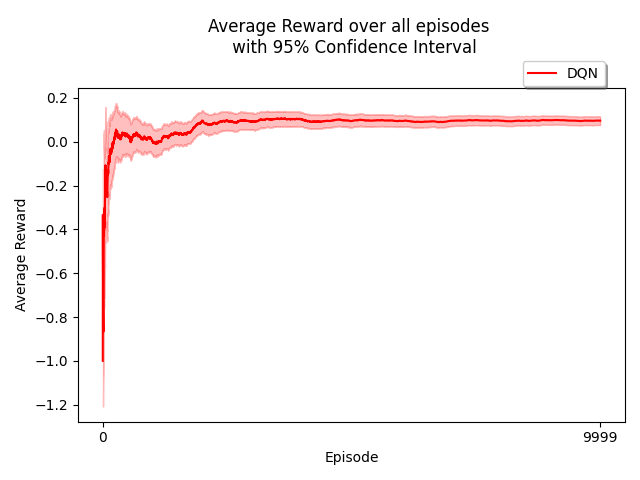 Average Reward over all episodes
with 95% Confidence Interval
DQN
0.2
0.0
−0.2
−0.4
−0.6
−0.8
−1.0
−1.2
Average Reward
0
9999
Episode